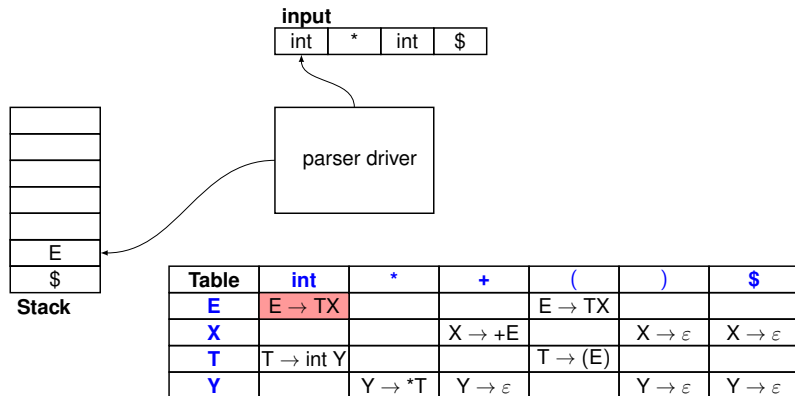 input
int * int $
parser driver
E
$
Stack
Table int * + ( ) $
E E → TX E → TX
X X → +E X → ε X → ε
T T → int Y T → (E)
Y Y → *T Y → ε Y → ε Y → ε